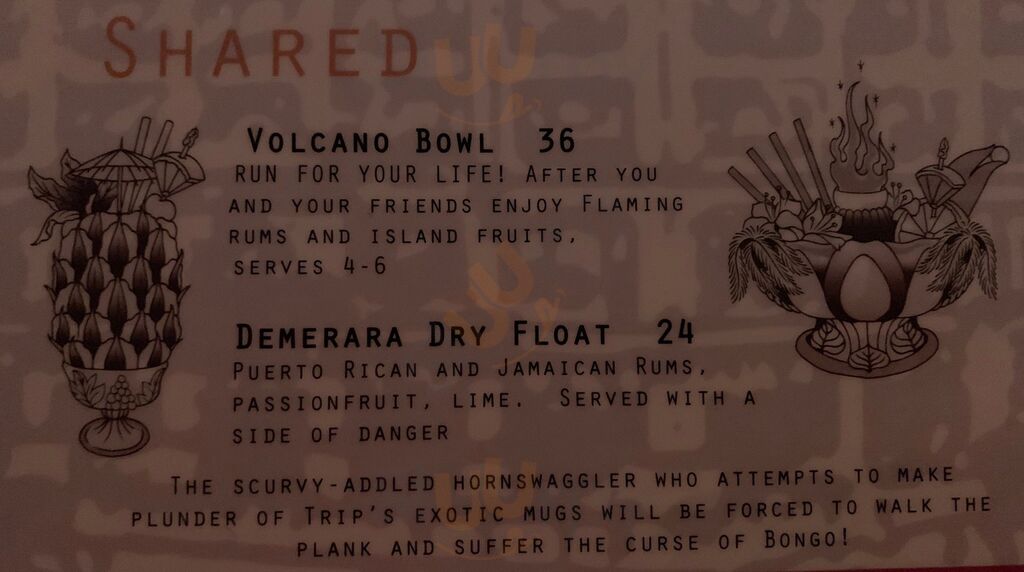 SHARED
VOLCANO BOWL 36
RUN FOR YOUR LIFE! AFTER YOU
AND YOUR FRIENDS ENJOY FLAMING
RUMS AND ISLAND FRUITS,
SERVES 4-6
DEMERARA DRY FLOAT 24
PUERTO RICAN AND JAMAICAN RUMS,
PASSIONFRUIT, LIME. SERVED WITH A
SIDE OF DANGER
THE SCURVY-ADDLED HORNSWAGGLER WHO ATTEMPTS TO MAKE
PLUNDER OF TRIP'S EXOTIC MUGS WILL BE FORCED TO WALK THE
PLANK AND SUFFER THE CURSE OF BONGO!